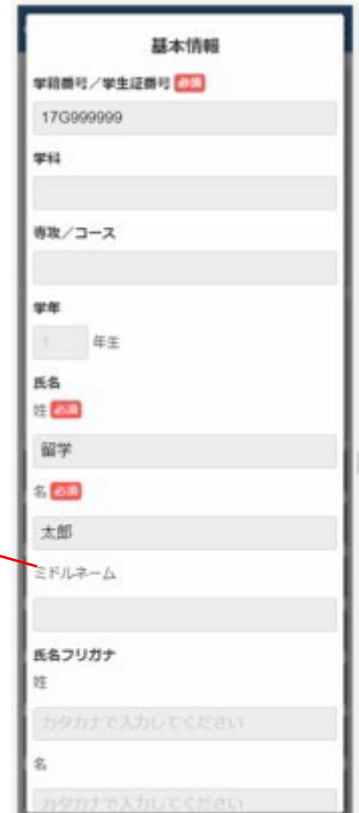 基本情報
学籍番号／学生証番号 必須
17G999999
学科
専攻／コース
学年
1 年生
氏名
姓 必須
留学
名 必須
太郎
ミドルネーム
氏名フリガナ
姓
カタカナで入力してください
名
カタカナで入力してください